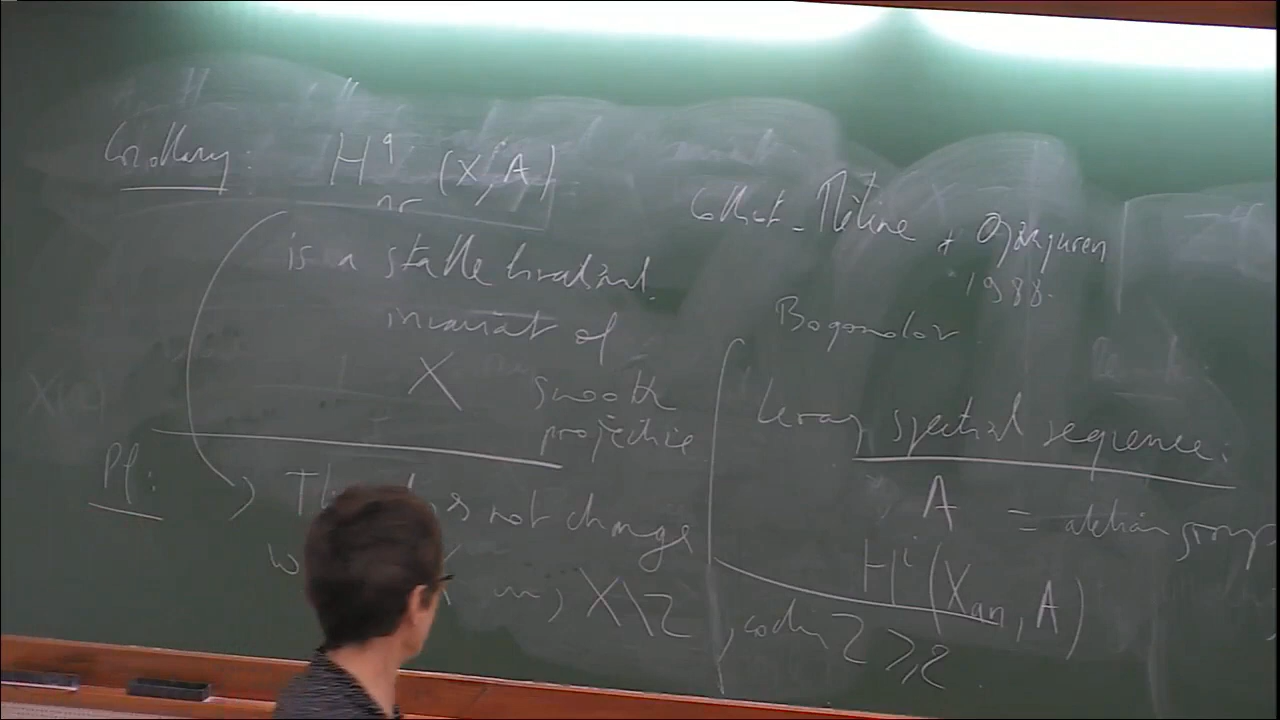 Corollary: H^q_nr (X, A)
is a stable birational
invariant of
X smooth
projective
Pf: This does not change
X ⇝ X\Z, codim Z ≥ 2
Colliot-Thélène + Ojanguren
1988.
Bogomolov
Leray spectral sequence:
A = abelian group
H^i (X_an, A)